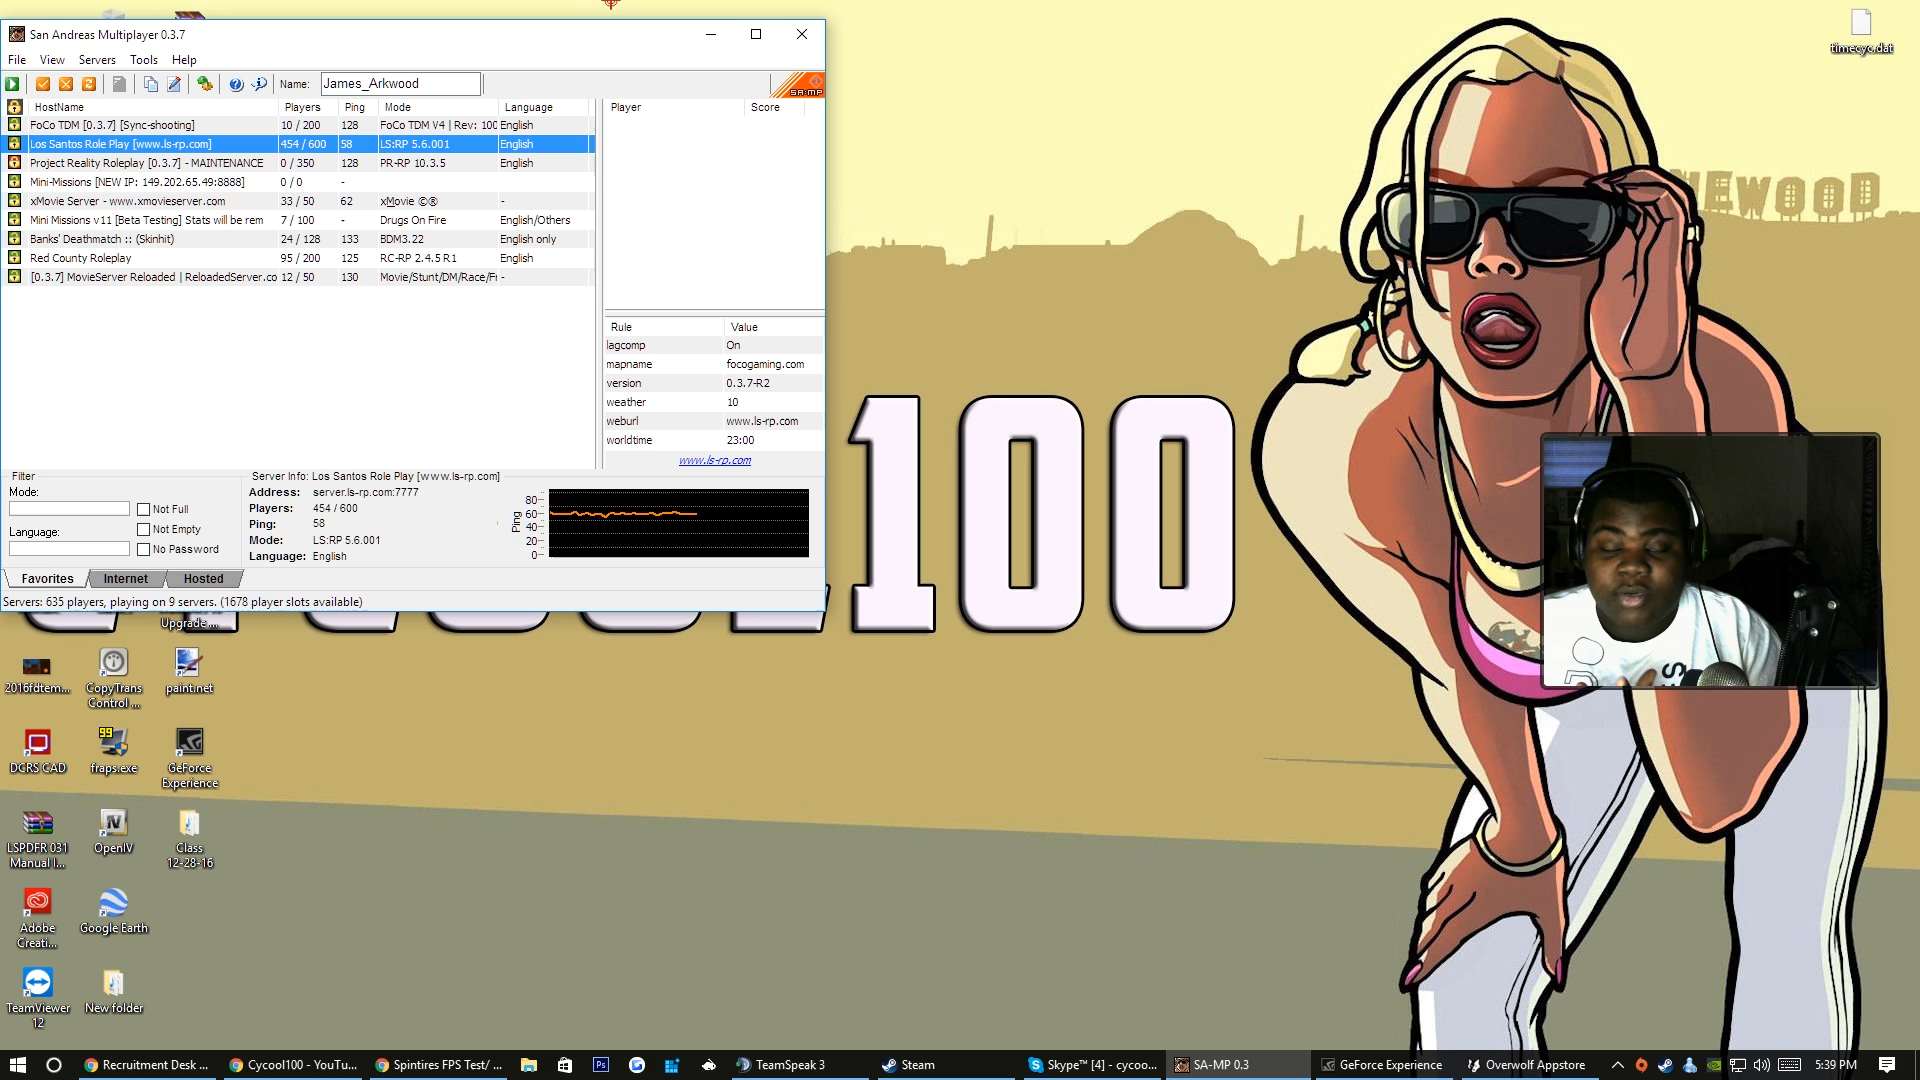 San Andreas Multiplayer 0.3.7
File View Servers Tools Help
Name: James_Arkwood
SA:MP
HostName Players Ping Mode Language
FoCo TDM [0.3.7] [Sync-shooting] 10 / 200 128 FoCo TDM V4 | Rev: 100 English
Los Santos Role Play [www.ls-rp.com] 454 / 600 58 LS:RP 5.6.001 English
Project Reality Roleplay [0.3.7] - MAINTENANCE 0 / 350 128 PR-RP 10.3.5 English
Mini-Missions [NEW IP: 149.202.65.49:8888] 0 / 0 -
xMovie Server - www.xmovieserver.com 33 / 50 62 xMovie ©® -
Mini Missions v11 [Beta Testing] Stats will be rem 7 / 100 - Drugs On Fire English/Others
Banks' Deathmatch :: (Skinhit) 24 / 128 133 BDM3.22 English only
Red County Roleplay 95 / 200 125 RC-RP 2.4.5 R1 English
[0.3.7] MovieServer Reloaded | ReloadedServer.co 12 / 50 130 Movie/Stunt/DM/Race/Fr -
Player Score
Rule Value
lagcomp On
mapname focogaming.com
version 0.3.7-R2
weather 10
weburl www.ls-rp.com
worldtime 23:00
www.ls-rp.com
Filter
Mode:
Not Full
Language:
Not Empty
No Password
Server Info: Los Santos Role Play [www.ls-rp.com]
Address: server.ls-rp.com:7777
Players: 454 / 600
Ping: 58
Mode: LS:RP 5.6.001
Language: English
Ping
80
60
40
20
0
Favorites Internet Hosted
Servers: 635 players, playing on 9 servers. (1678 player slots available)
timecyc.dat
EWOOD
100
Upgrade ...
2016fdtem...
CopyTrans Control ...
paint.net
DCRS CAD
99
fraps.exe
GeForce Experience
LSPDFR 031 Manual I...
OpenIV
Class 12-28-16
Adobe Creati...
Google Earth
TeamViewer 12
New folder
Recruitment Desk ...
Cycool100 - YouTu...
Spintires FPS Test/ ...
Ps
TeamSpeak 3
Steam
Skype™ [4] - cycoo...
SA-MP 0.3
GeForce Experience
Overwolf Appstore
5:39 PM